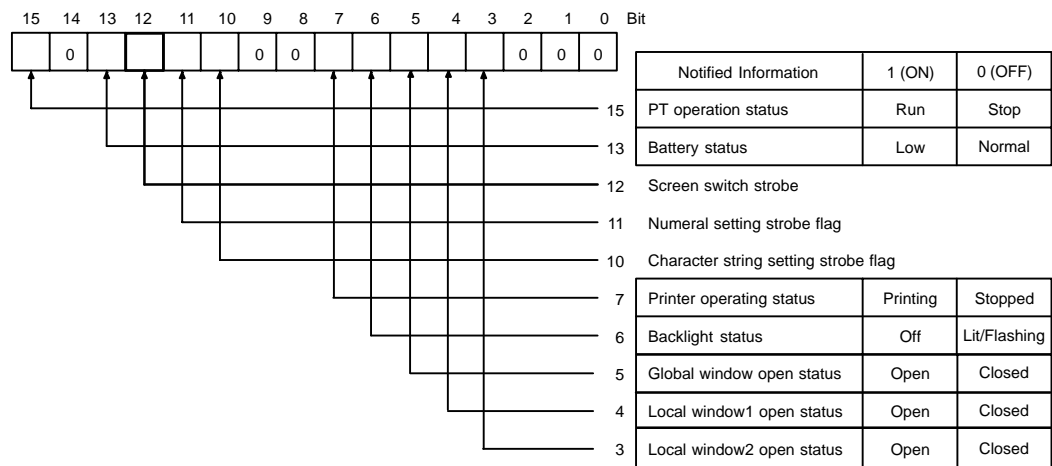 15 14 13 12 11 10 9 8 7 6 5 4 3 2 1 0 Bit
0 0 0 0 0 0
Notified Information 1 (ON) 0 (OFF)
15 PT operation status Run Stop
13 Battery status Low Normal
12 Screen switch strobe
11 Numeral setting strobe flag
10 Character string setting strobe flag
7 Printer operating status Printing Stopped
6 Backlight status Off Lit/Flashing
5 Global window open status Open Closed
4 Local window1 open status Open Closed
3 Local window2 open status Open Closed